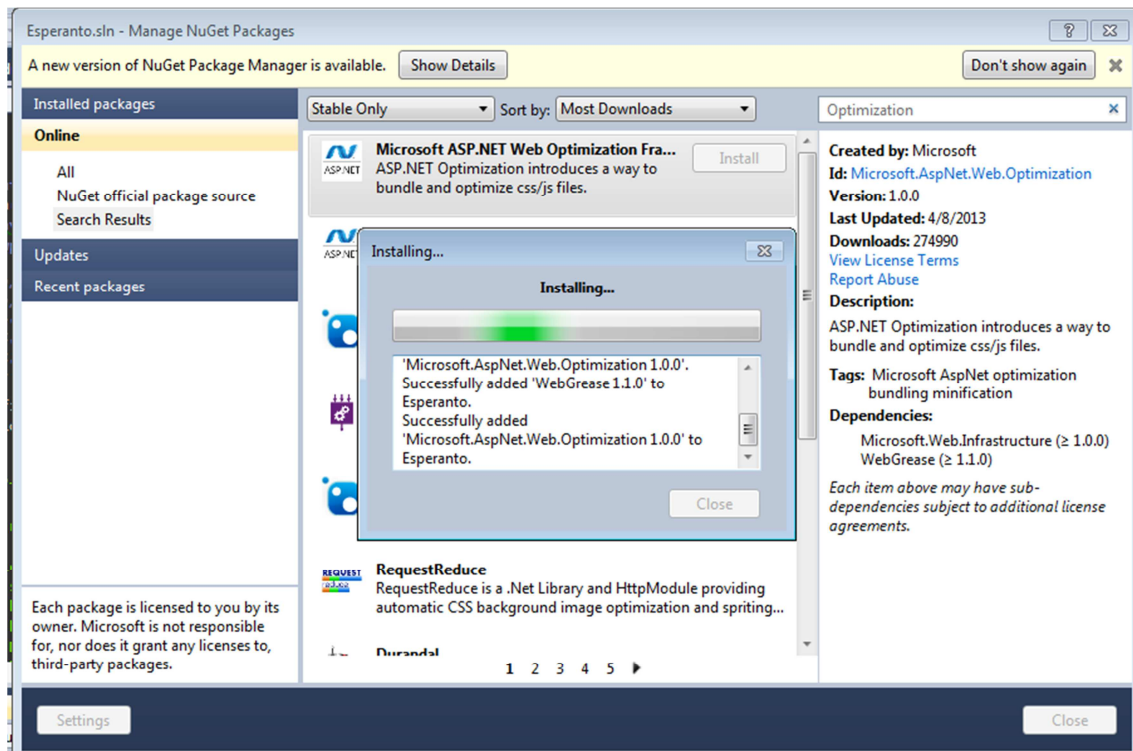 Esperanto.sln - Manage NuGet Packages
A new version of NuGet Package Manager is available. Show Details Don't show again
Installed packages
Online
All
NuGet official package source
Search Results
Updates
Recent packages
Each package is licensed to you by its
owner. Microsoft is not responsible
for, nor does it grant any licenses to,
third-party packages.
Stable Only Sort by: Most Downloads
ASP.NET
Microsoft ASP.NET Web Optimization Fra...
ASP.NET Optimization introduces a way to
bundle and optimize css/js files.
Install
Installing...
Installing...
'Microsoft.AspNet.Web.Optimization 1.0.0'.
Successfully added 'WebGrease 1.1.0' to
Esperanto.
Successfully added
'Microsoft.AspNet.Web.Optimization 1.0.0' to
Esperanto.
Close
REQUEST
reduce
RequestReduce
RequestReduce is a .Net Library and HttpModule providing
automatic CSS background image optimization and spriting...
Durandal
1 2 3 4 5
Optimization
Created by: Microsoft
Id: Microsoft.AspNet.Web.Optimization
Version: 1.0.0
Last Updated: 4/8/2013
Downloads: 274990
View License Terms
Report Abuse
Description:
ASP.NET Optimization introduces a way to
bundle and optimize css/js files.
Tags: Microsoft AspNet optimization
bundling minification
Dependencies:
Microsoft.Web.Infrastructure (≥ 1.0.0)
WebGrease (≥ 1.1.0)
Each item above may have sub-
dependencies subject to additional license
agreements.
Settings
Close